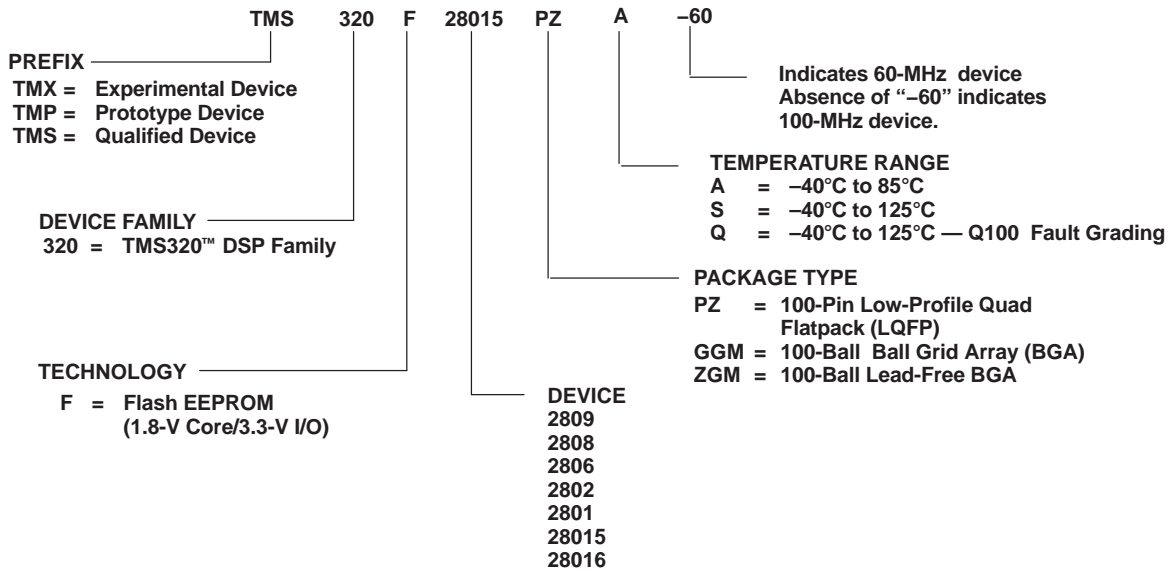 TMS 320 F 28015 PZ A –60
PREFIX
TMX = Experimental Device
TMP = Prototype Device
TMS = Qualified Device
Indicates 60-MHz device
Absence of “–60” indicates
100-MHz device.
TEMPERATURE RANGE
A = –40°C to 85°C
S = –40°C to 125°C
Q = –40°C to 125°C — Q100 Fault Grading
DEVICE FAMILY
320 = TMS320™ DSP Family
PACKAGE TYPE
PZ = 100-Pin Low-Profile Quad
Flatpack (LQFP)
GGM = 100-Ball Ball Grid Array (BGA)
ZGM = 100-Ball Lead-Free BGA
TECHNOLOGY
F = Flash EEPROM
(1.8-V Core/3.3-V I/O)
DEVICE
2809
2808
2806
2802
2801
28015
28016